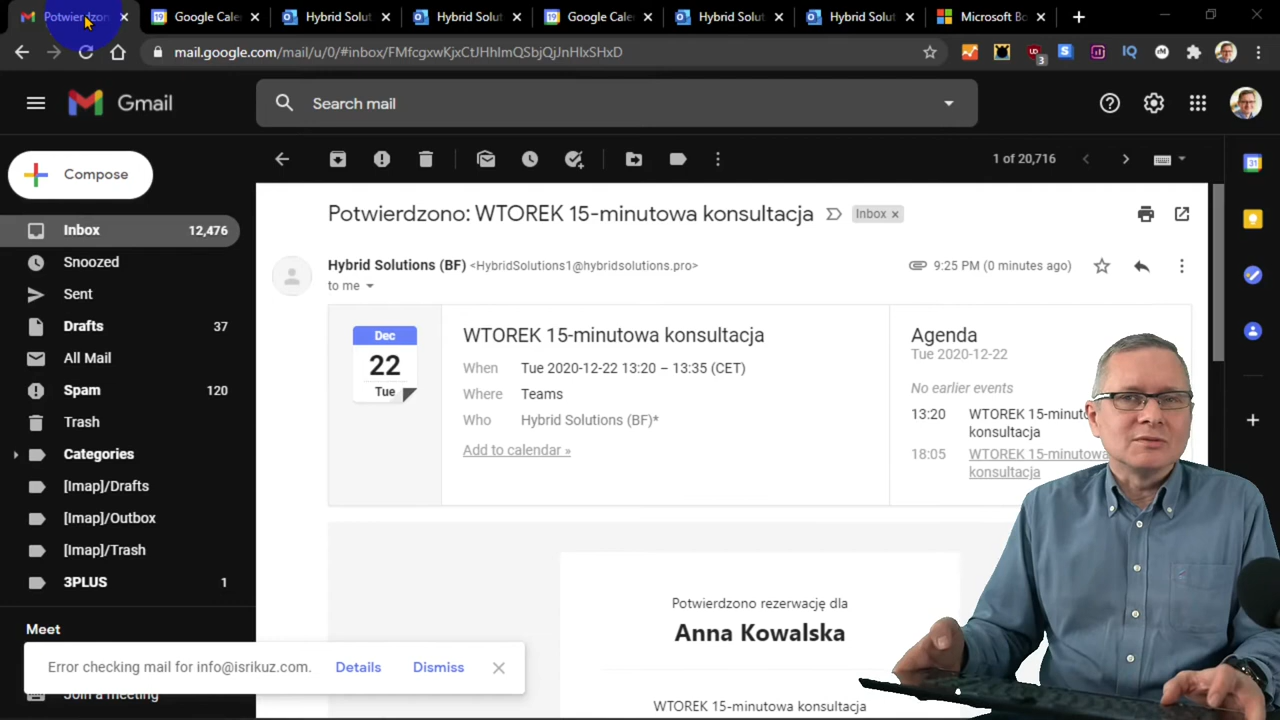 Potwierdzon
Google Cale
Hybrid Solut
Hybrid Solut
Google Cale
Hybrid Solut
Hybrid Solut
Microsoft Bo
mail.google.com/mail/u/0/#inbox/FMfcgxwKjxCtJHhlmQSbjQjJnHlxSHxD
3
Gmail
Search mail
Compose
1 of 20,716
Inbox 12,476
Snoozed
Sent
Drafts 37
All Mail
Spam 120
Trash
Categories
[Imap]/Drafts
[Imap]/Outbox
[Imap]/Trash
3PLUS 1
Meet
Join a meeting
Potwierdzono: WTOREK 15-minutowa konsultacja
Inbox x
Hybrid Solutions (BF) <HybridSolutions1@hybridsolutions.pro>
9:25 PM (0 minutes ago)
to me
Dec
22
Tue
WTOREK 15-minutowa konsultacja
When Tue 2020-12-22 13:20 – 13:35 (CET)
Where Teams
Who Hybrid Solutions (BF)*
Add to calendar »
Agenda
Tue 2020-12-22
No earlier events
13:20 WTOREK 15-minuto
konsultacja
18:05 WTOREK 15-minutowa
konsultacja
Potwierdzono rezerwację dla
Anna Kowalska
WTOREK 15-minutowa konsultacja
Error checking mail for info@isrikuz.com. Details Dismiss